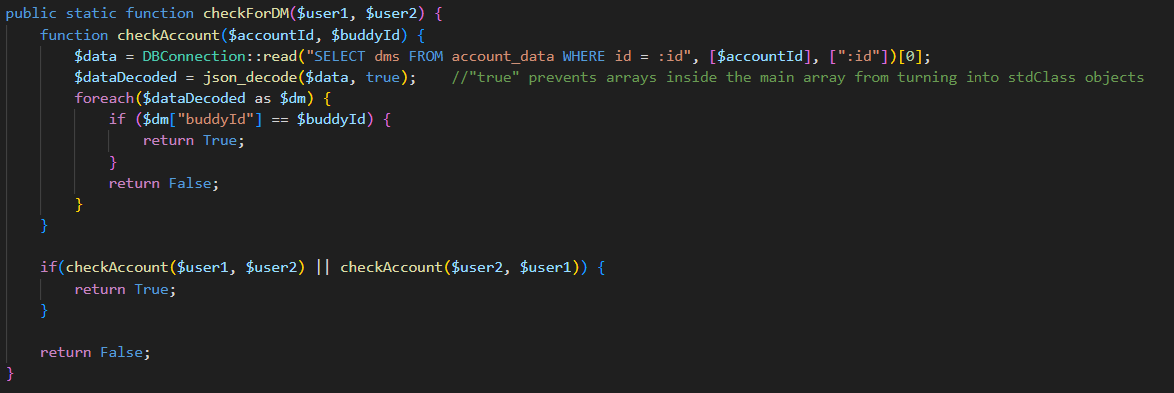 public static function checkForDM($user1, $user2) {
    function checkAccount($accountId, $buddyId) {
        $data = DBConnection::read("SELECT dms FROM account_data WHERE id = :id", [$accountId], [":id"])[0];
        $dataDecoded = json_decode($data, true);    //"true" prevents arrays inside the main array from turning into stdClass objects
        foreach($dataDecoded as $dm) {
            if ($dm["buddyId"] == $buddyId) {
                return True;
            }
            return False;
        }
    }

    if(checkAccount($user1, $user2) || checkAccount($user2, $user1)) {
        return True;
    }

    return False;
}